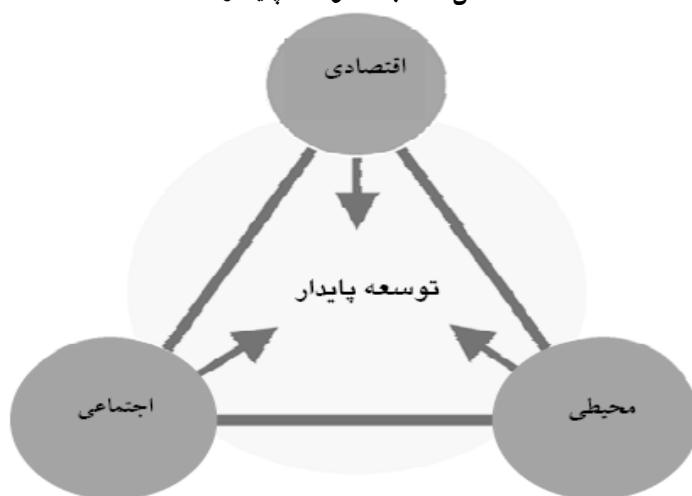 اقتصادی
توسعه پایدار
اجتماعی
محیطی